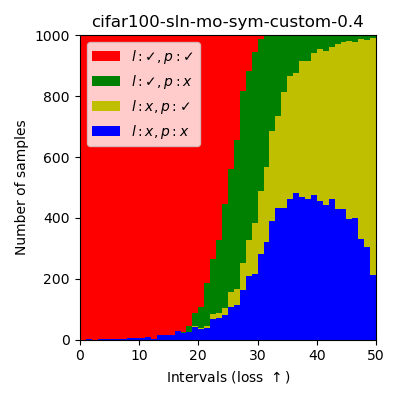 cifar100-sln-mo-sym-custom-0.4
1000
800
600
400
200
0
Number of samples
l:✓,p:✓
l:✓,p:x
l:x,p:✓
l:x,p:x
0 10 20 30 40 50
Intervals (loss ↑)